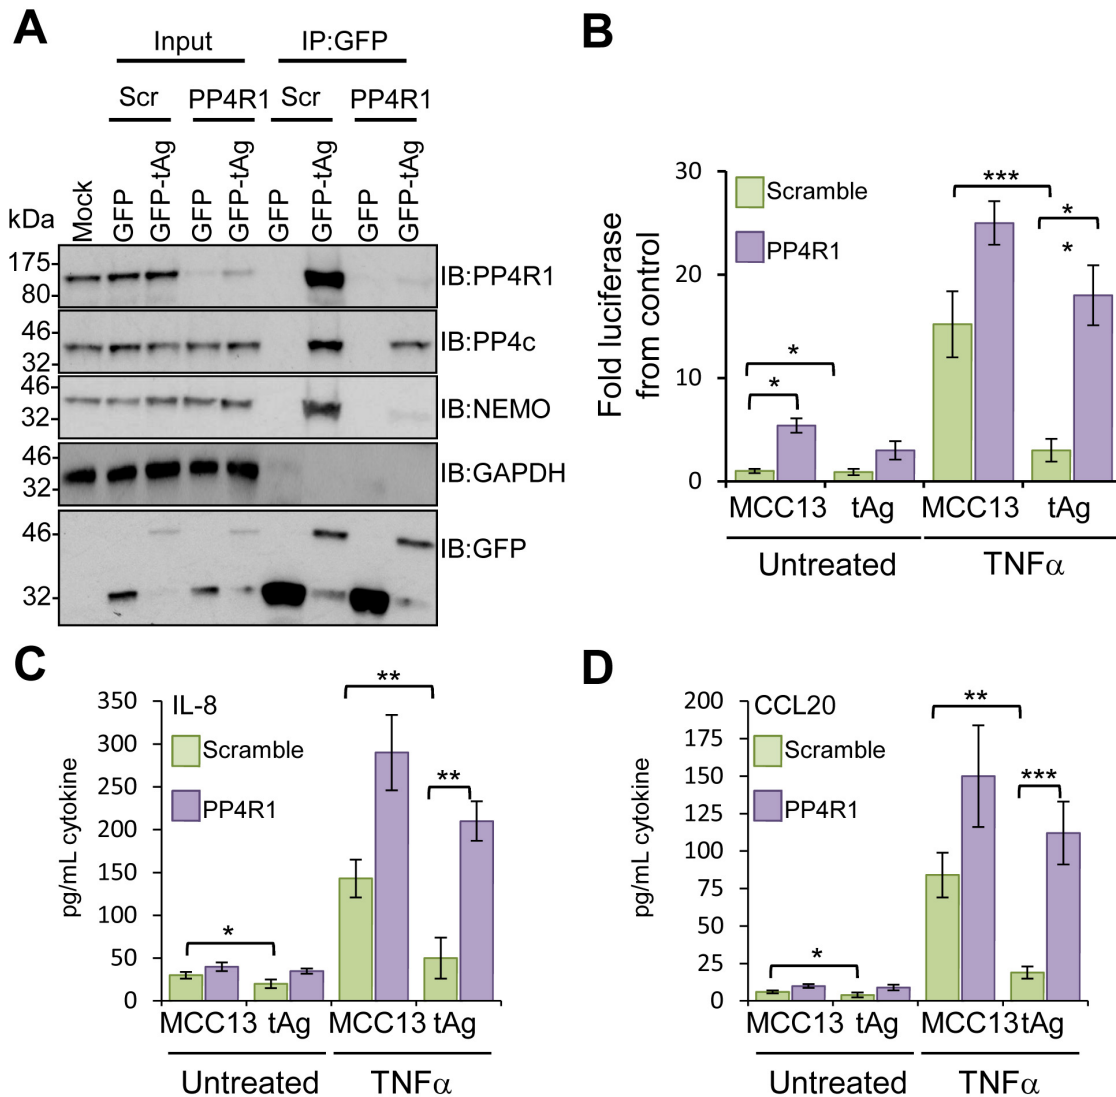 A
Input
IP:GFP
Scr
PP4R1
Scr
PP4R1
kDa
Mock
GFP
GFP-tAg
GFP
GFP-tAg
GFP
GFP-tAg
GFP
GFP-tAg
175-
80-
IB:PP4R1
46-
32-
IB:PP4c
46-
32-
IB:NEMO
46-
32-
IB:GAPDH
46-
32-
IB:GFP
B
Fold luciferase
from control
30
20
10
0
Scramble
PP4R1
*
*
***
*
*
MCC13
tAg
MCC13
tAg
Untreated
TNFα
C
pg/mL cytokine
350
300
250
200
150
100
50
0
IL-8
Scramble
PP4R1
*
**
**
MCC13
tAg
MCC13
tAg
Untreated
TNFα
D
pg/mL cytokine
200
175
150
125
100
75
50
25
0
CCL20
Scramble
PP4R1
*
**
***
MCC13
tAg
MCC13
tAg
Untreated
TNFα